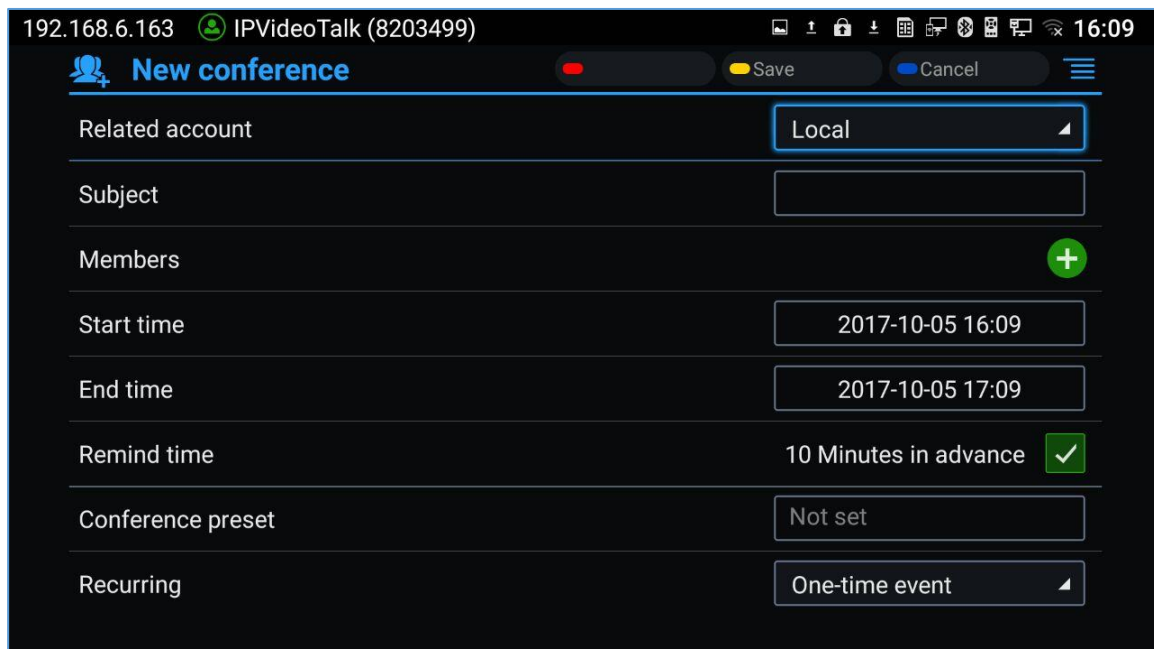 192.168.6.163 IPVideoTalk (8203499) 16:09
New conference Save Cancel
Related account Local
Subject
Members
Start time 2017-10-05 16:09
End time 2017-10-05 17:09
Remind time 10 Minutes in advance
Conference preset Not set
Recurring One-time event